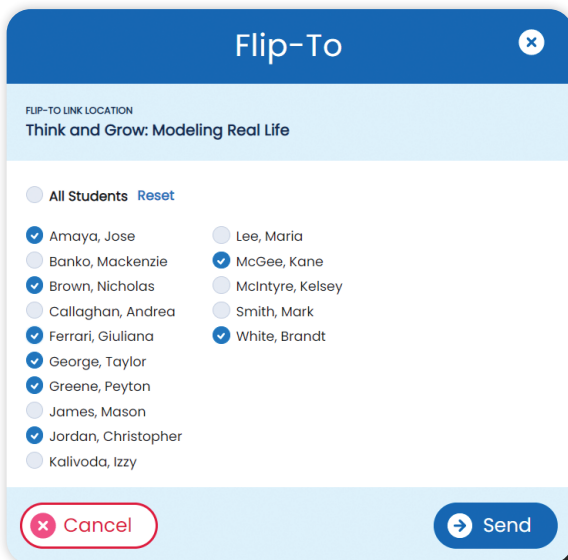 Flip-To
FLIP-TO LINK LOCATION
Think and Grow: Modeling Real Life
All Students Reset
Amaya, Jose
Banko, Mackenzie
Brown, Nicholas
Callaghan, Andrea
Ferrari, Giuliana
George, Taylor
Greene, Peyton
James, Mason
Jordan, Christopher
Kalivoda, Izzy
Lee, Maria
McGee, Kane
McIntyre, Kelsey
Smith, Mark
White, Brandt
Cancel
Send